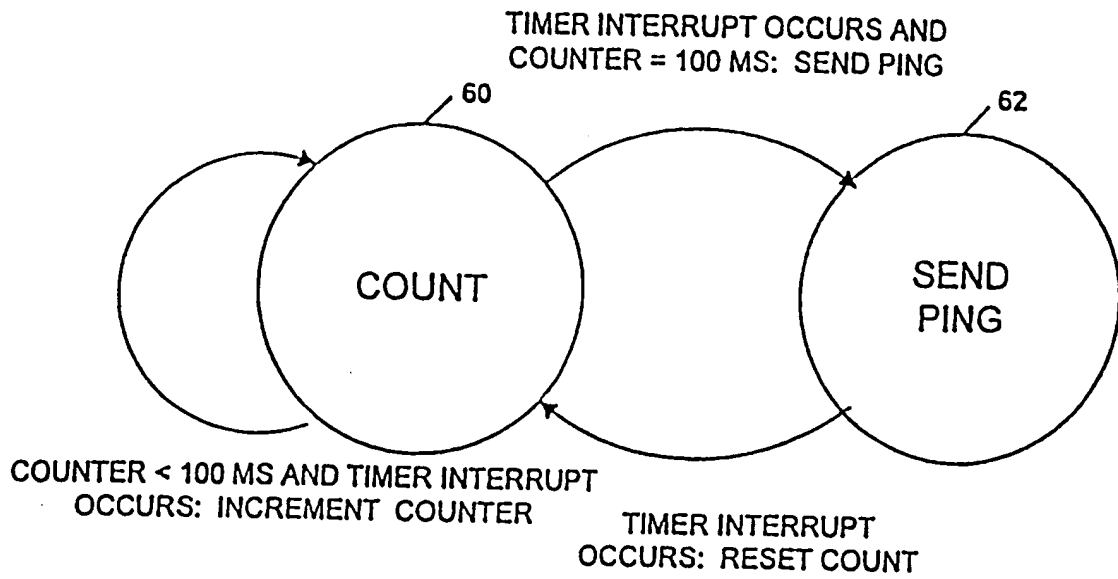 TIMER INTERRUPT OCCURS AND
COUNTER = 100 MS: SEND PING
60
62
COUNT
SEND
PING
COUNTER < 100 MS AND TIMER INTERRUPT
OCCURS: INCREMENT COUNTER
TIMER INTERRUPT
OCCURS: RESET COUNT